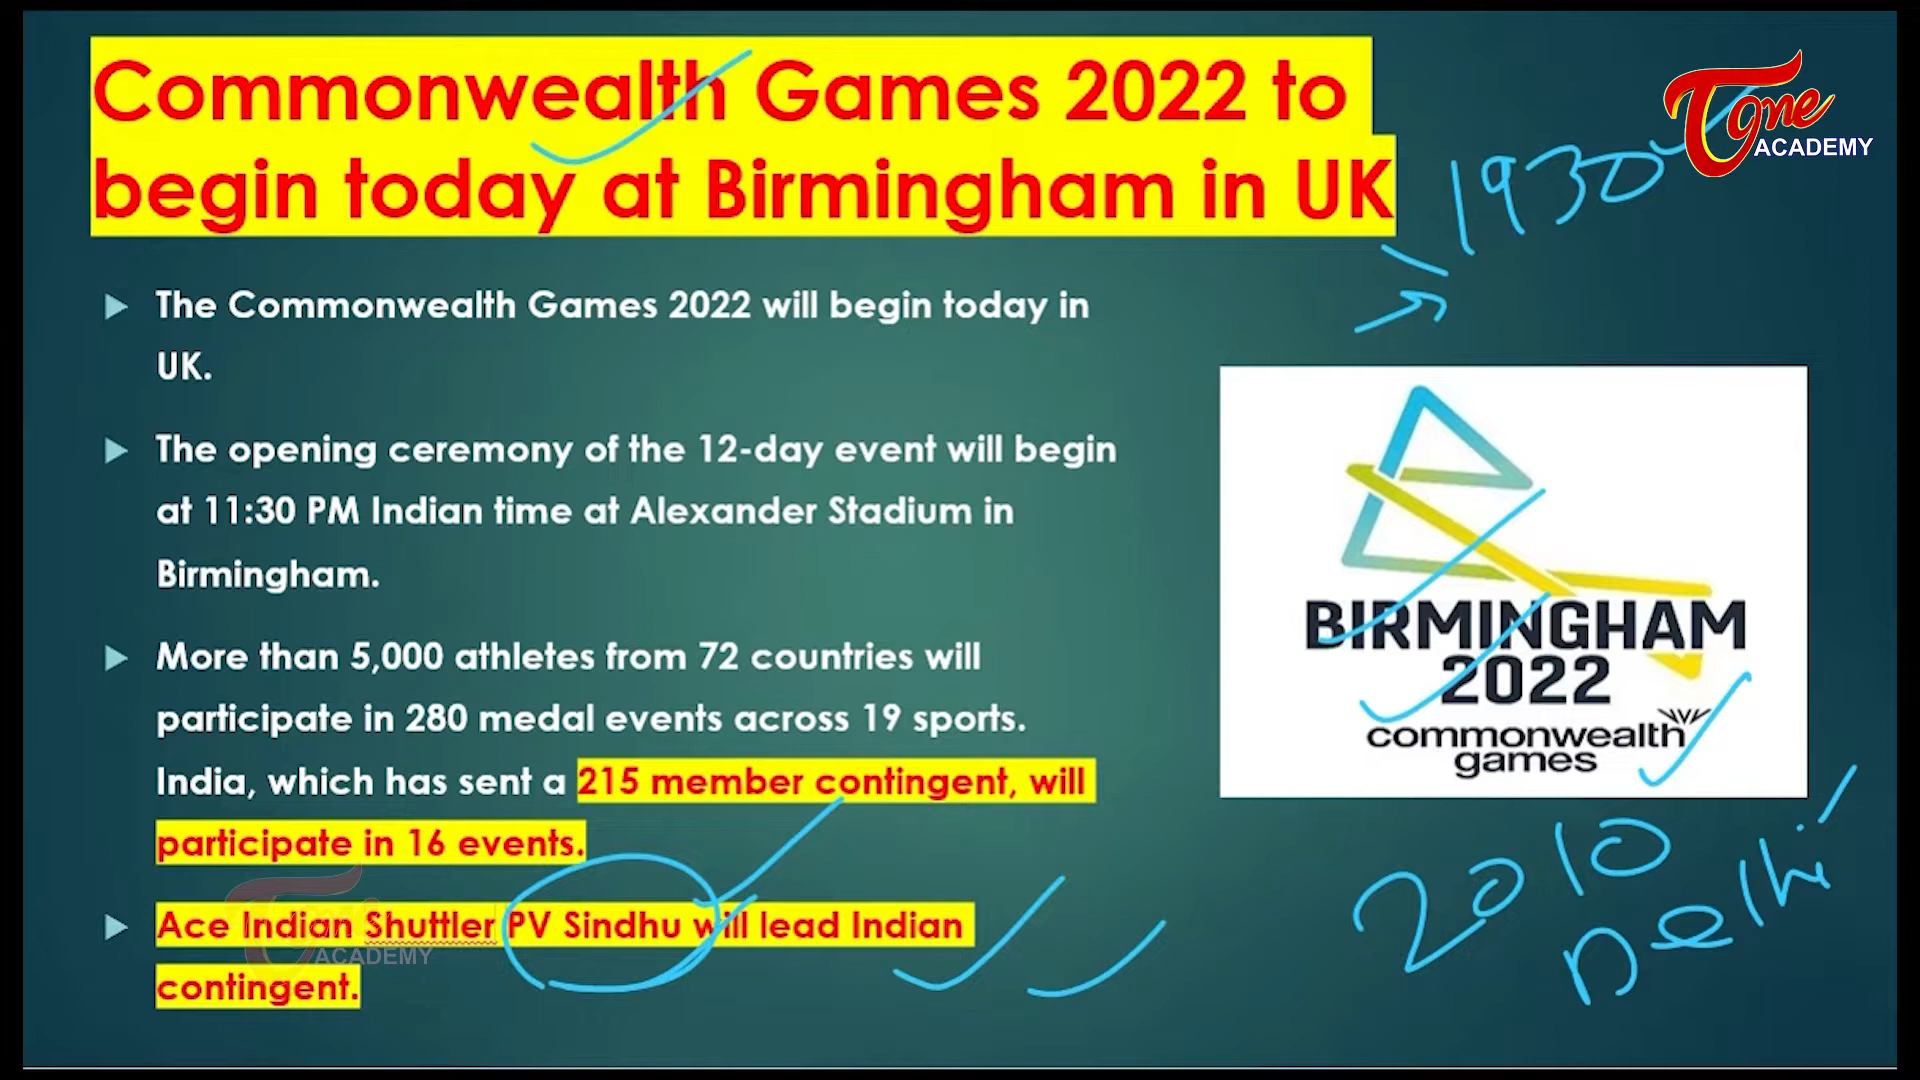 Commonwealth Games 2022 to
begin today at Birmingham in UK
Tone
ACADEMY
1930
The Commonwealth Games 2022 will begin today in
UK.
The opening ceremony of the 12-day event will begin
at 11:30 PM Indian time at Alexander Stadium in
Birmingham.
More than 5,000 athletes from 72 countries will
participate in 280 medal events across 19 sports.
India, which has sent a 215 member contingent, will
participate in 16 events.
Ace Indian Shuttler PV Sindhu will lead Indian
contingent.
BIRMINGHAM
2022
commonwealth
games
2010
Delhi
Tone
ACADEMY